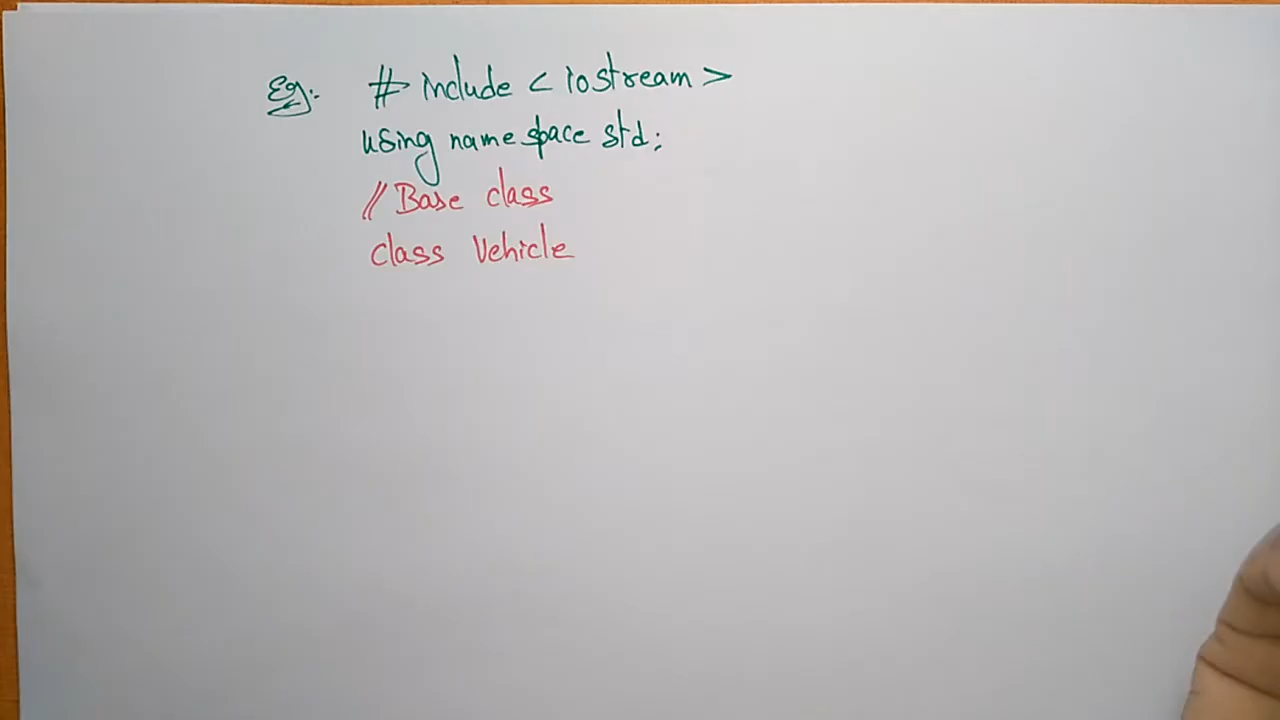 Eg:. # include < iostream >
using namespace std;
// Base class
class Vehicle